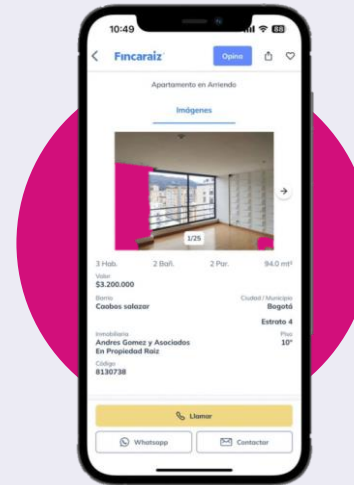 10:49
88
Fincaraiz
Opina
Apartamento en Arriendo
Imágenes
1/25
3 Hab. 2 Bañ. 2 Par. 94.0 mt²
Valor
$3.200.000
Barrio Ciudad / Municipio
Caobos salazar Bogotá
Estrato 4
Inmobiliaria Piso
Andres Gomez y Asociados 10°
En Propiedad Raiz
Código
8130738
Llamar
Whatsapp Contactar